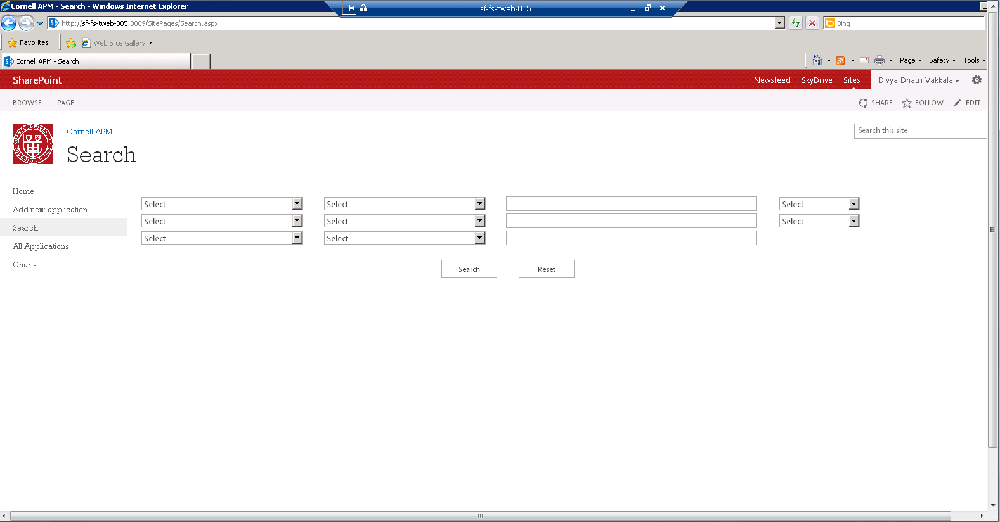 Cornell APM - Search - Windows Internet Explorer
sf-fs-tweb-005
http://sf-fs-tweb-005:8889/SitePages/Search.aspx
Bing
Favorites
Web Slice Gallery
Cornell APM - Search
Page Safety Tools
SharePoint
Newsfeed SkyDrive Sites Divya Dhatri Vakkala
BROWSE PAGE
SHARE FOLLOW EDIT
Cornell APM
Search this site
Search
Home
Add new application
Search
All Applications
Charts
Select Select Select
Select Select Select
Select Select
Search Reset